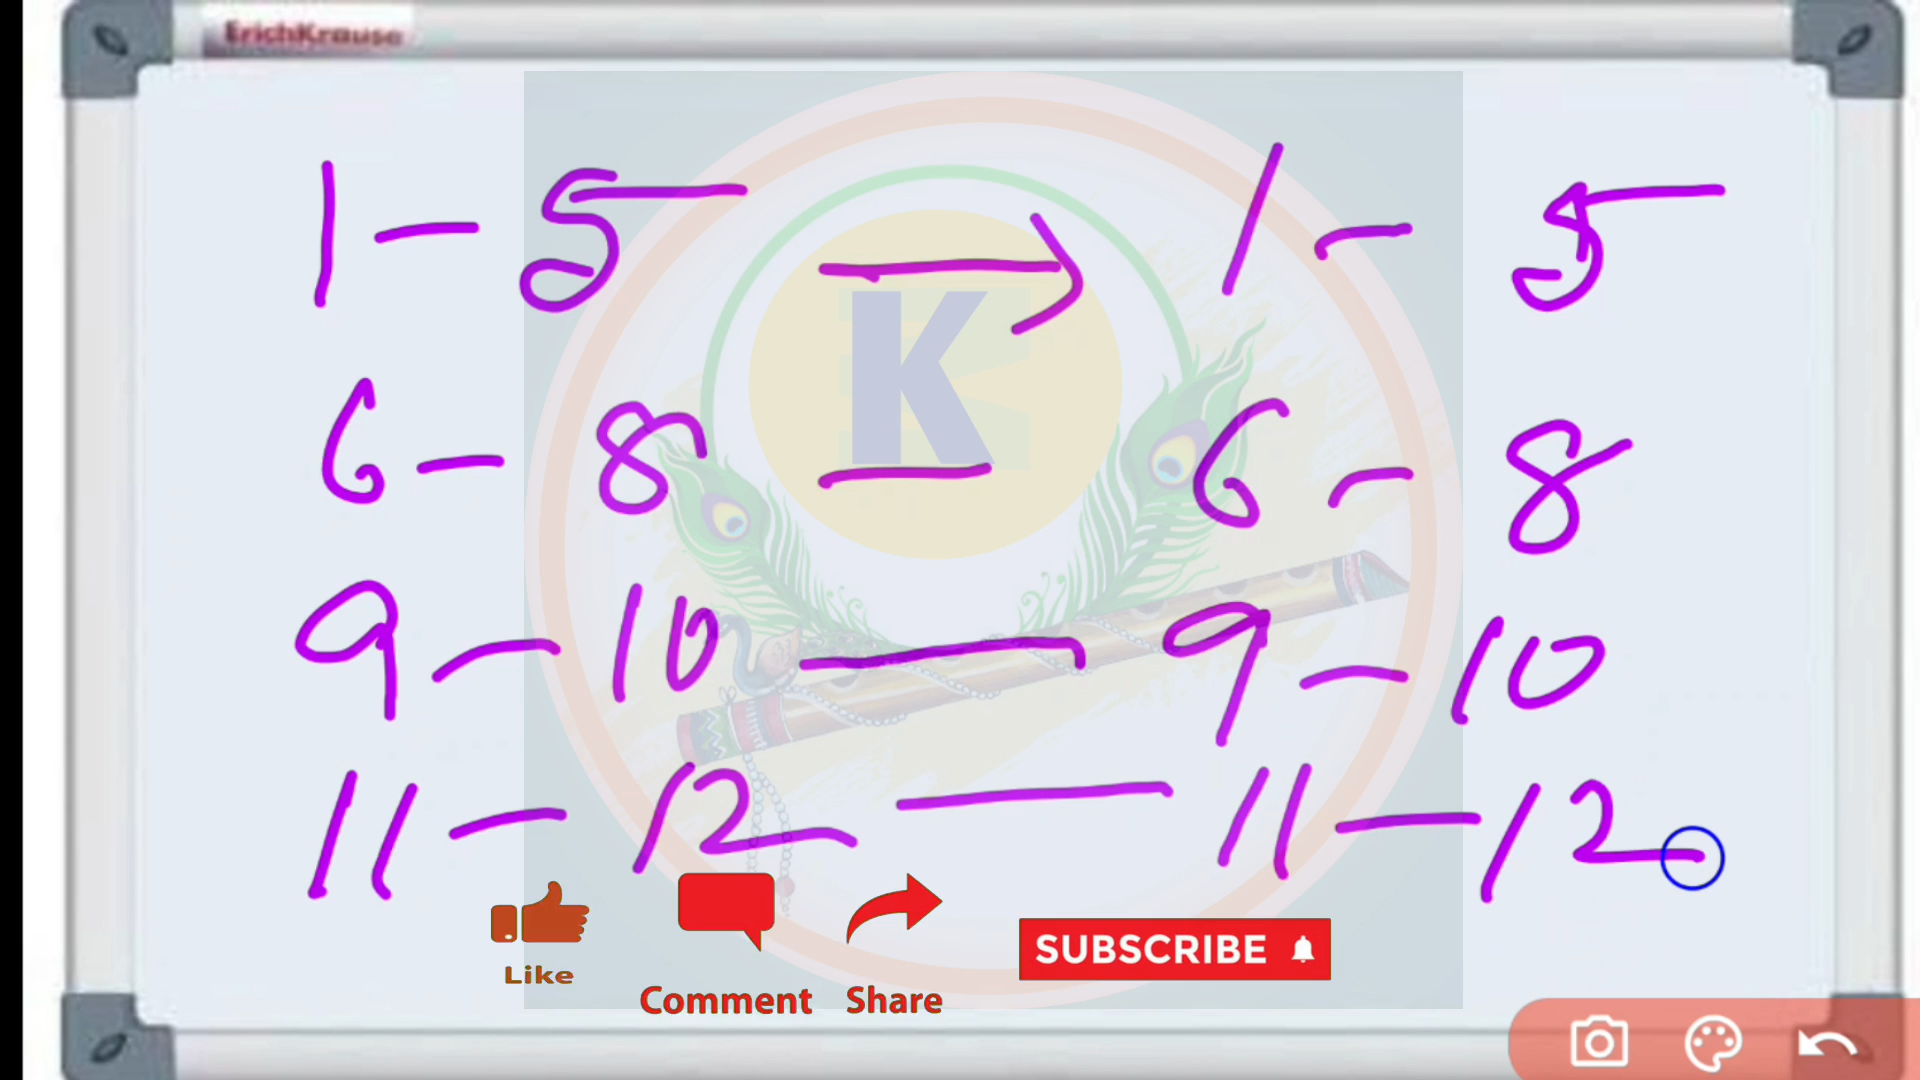 ErichKrause
1 - 5 → 1 - 5
K
6 - 8 — 6 - 8
9 - 10 — 9 - 10
11 - 12 — 11 - 12
Like
Comment Share
SUBSCRIBE